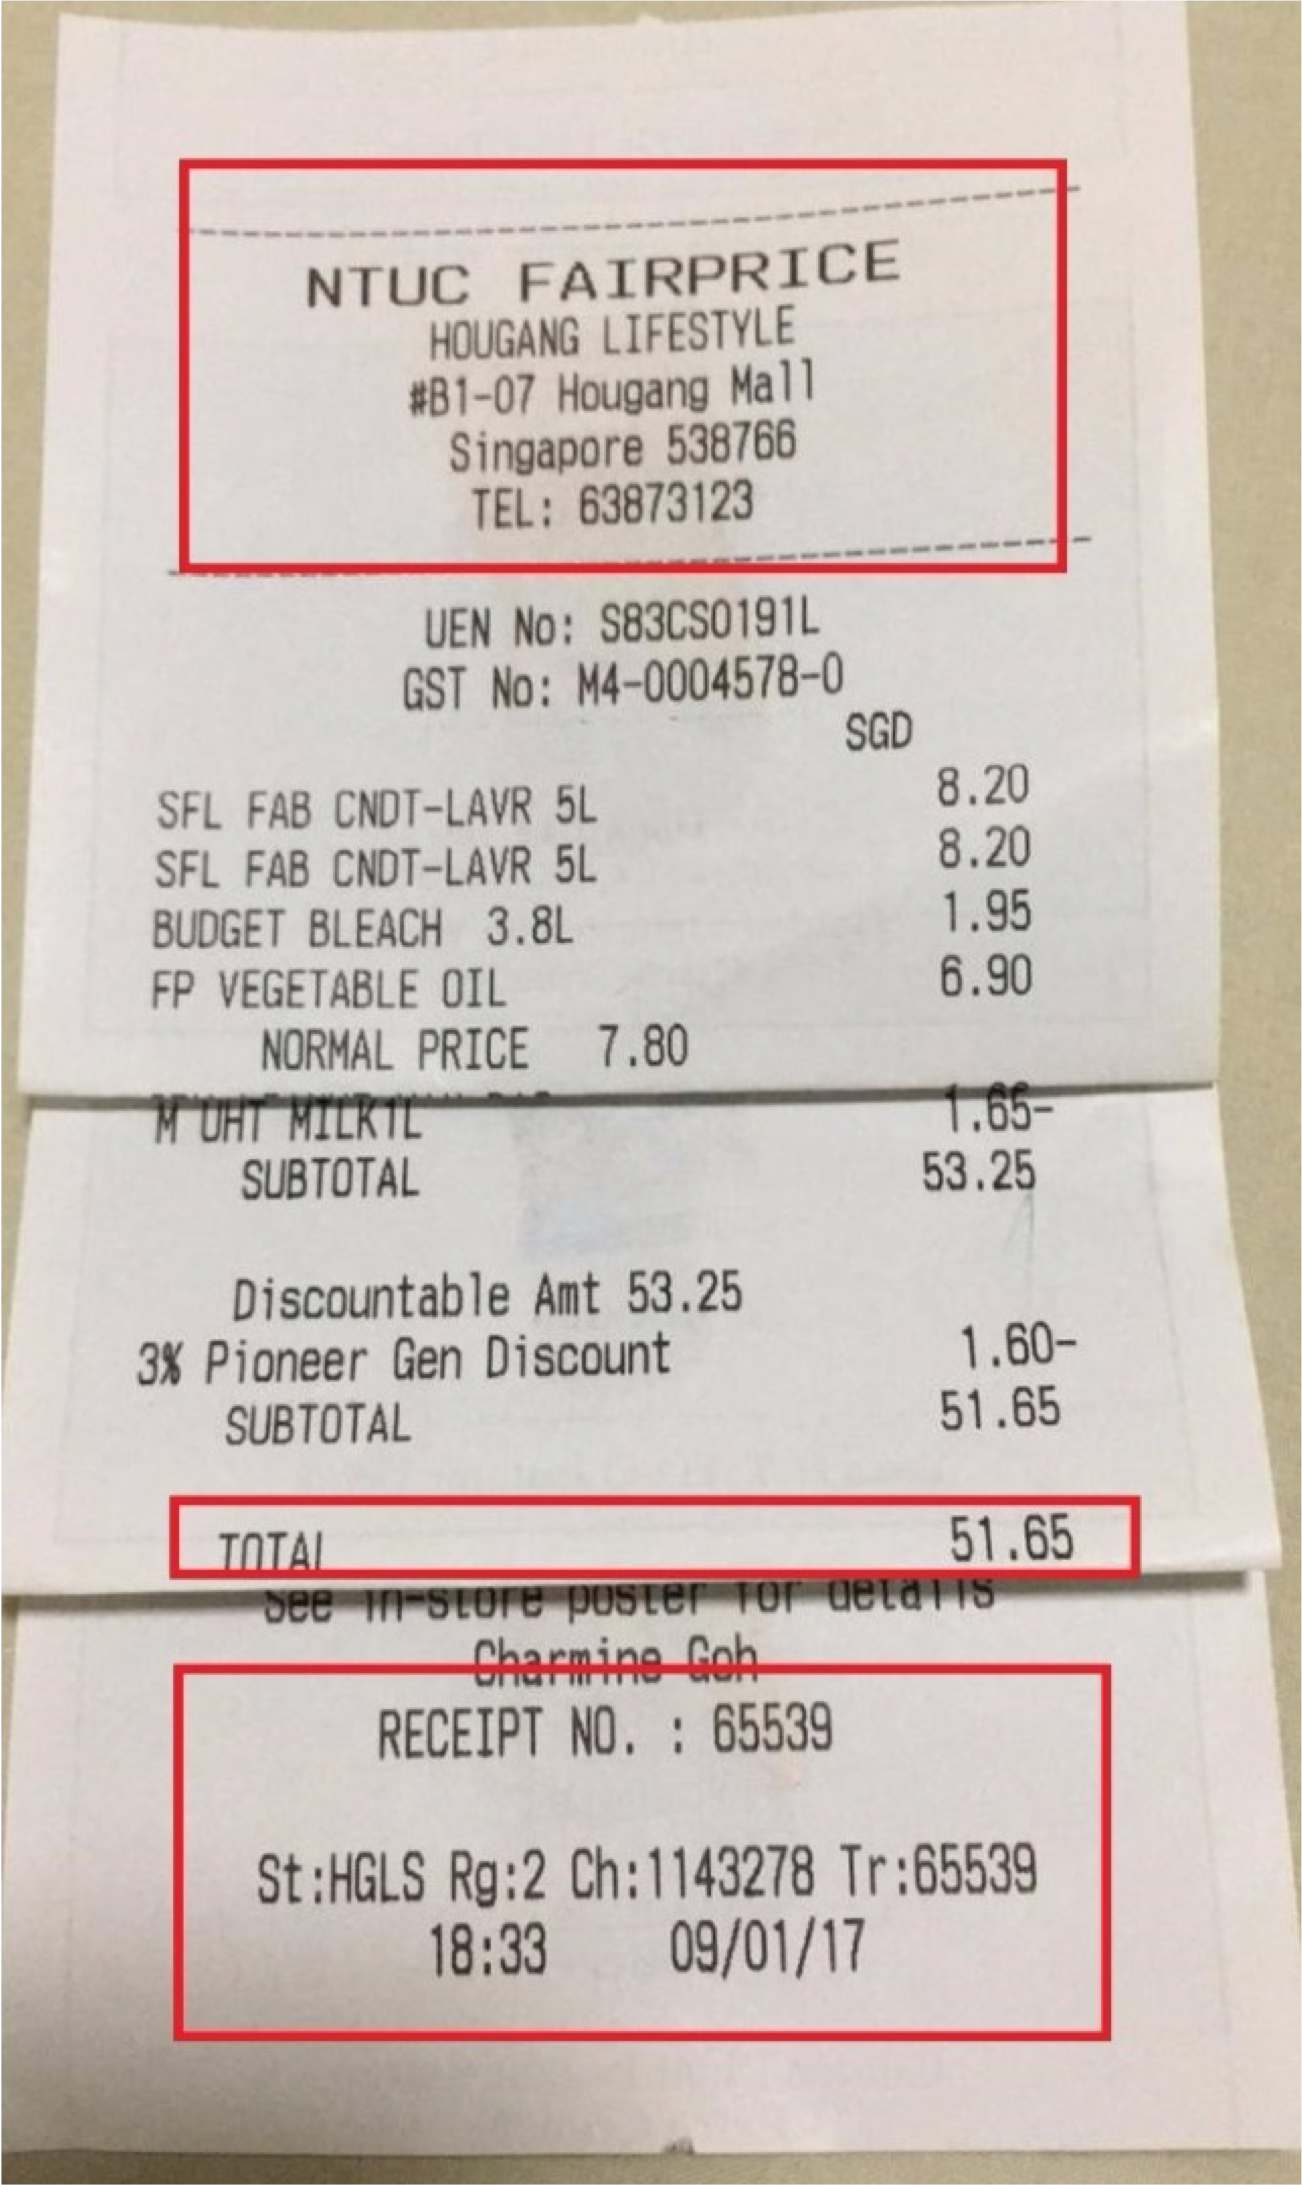 NTUC FAIRPRICE
HOUGANG LIFESTYLE
#B1-07 Hougang Mall
Singapore 538766
TEL: 63873123
UEN No: S83CS0191L
GST No: M4-0004578-0
SGD
SFL FAB CNDT-LAVR 5L 8.20
SFL FAB CNDT-LAVR 5L 8.20
BUDGET BLEACH 3.8L 1.95
FP VEGETABLE OIL 6.90
NORMAL PRICE 7.80
M UHT MILK1L 1.65-
SUBTOTAL 53.25
Discountable Amt 53.25
3% Pioneer Gen Discount 1.60-
SUBTOTAL 51.65
TOTAL 51.65
See in-store poster for details
Charmine Goh
RECEIPT NO. : 65539
St:HGLS Rg:2 Ch:1143278 Tr:65539
18:33 09/01/17